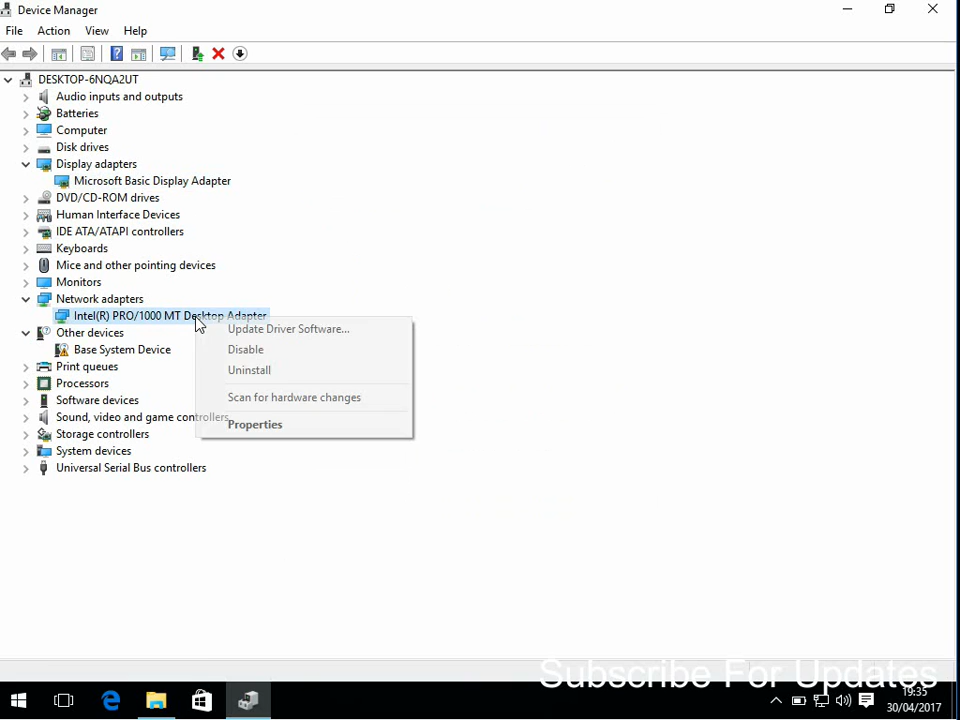 Device Manager
File Action View Help
DESKTOP-6NQA2UT
Audio inputs and outputs
Batteries
Computer
Disk drives
Display adapters
Microsoft Basic Display Adapter
DVD/CD-ROM drives
Human Interface Devices
IDE ATA/ATAPI controllers
Keyboards
Mice and other pointing devices
Monitors
Network adapters
Intel(R) PRO/1000 MT Desktop Adapter
Other devices
Base System Device
Print queues
Processors
Software devices
Sound, video and game controllers
Storage controllers
System devices
Universal Serial Bus controllers
Update Driver Software...
Disable
Uninstall
Scan for hardware changes
Properties
Subscribe For Updates
19:35
30/04/2017